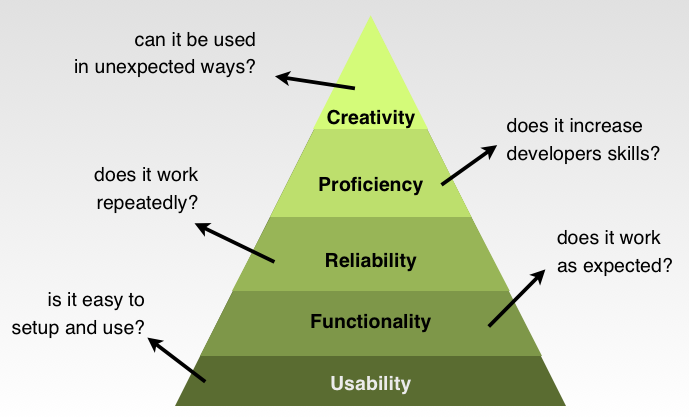 can it be used
in unexpected ways?
Creativity
does it increase
developers skills?
Proficiency
does it work
repeatedly?
Reliability
does it work
as expected?
Functionality
is it easy to
setup and use?
Usability